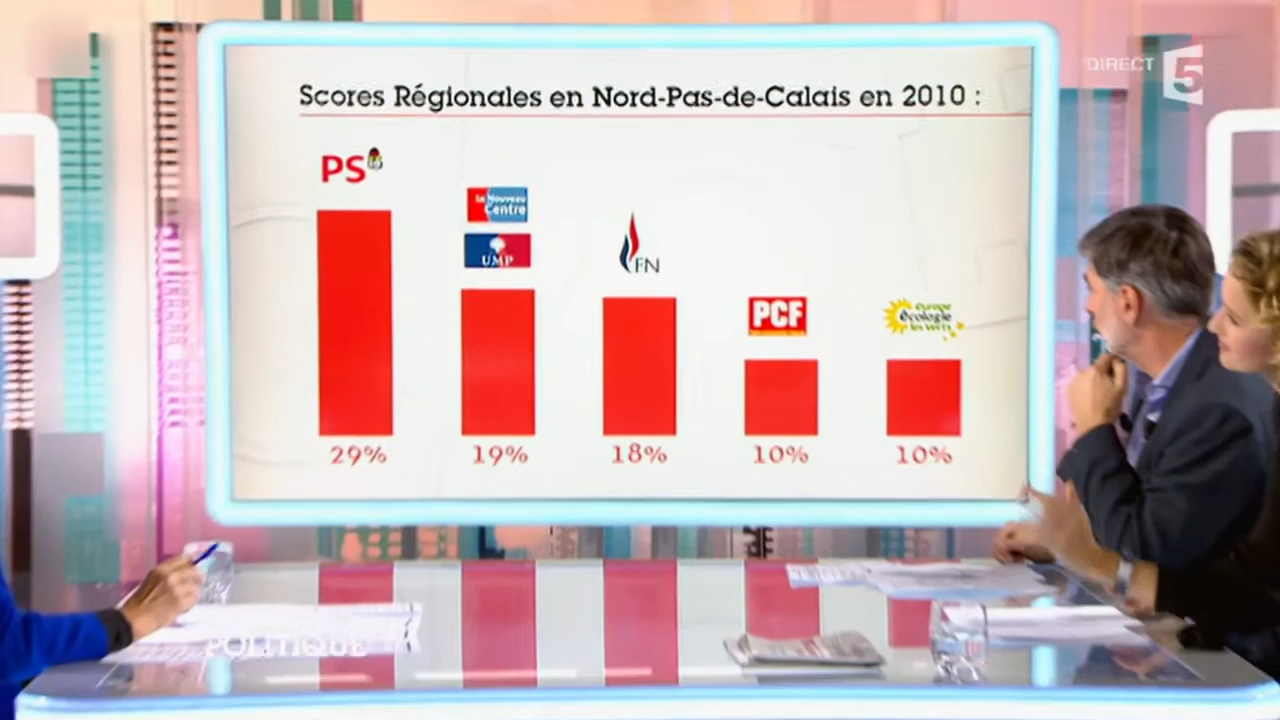 DIRECT 5
Scores Régionales en Nord-Pas-de-Calais en 2010 :
PS
Le Nouveau
Centre
UMP
FN
PCF
europe
écologie
les verts
29% 19% 18% 10% 10%
POLITIQUE